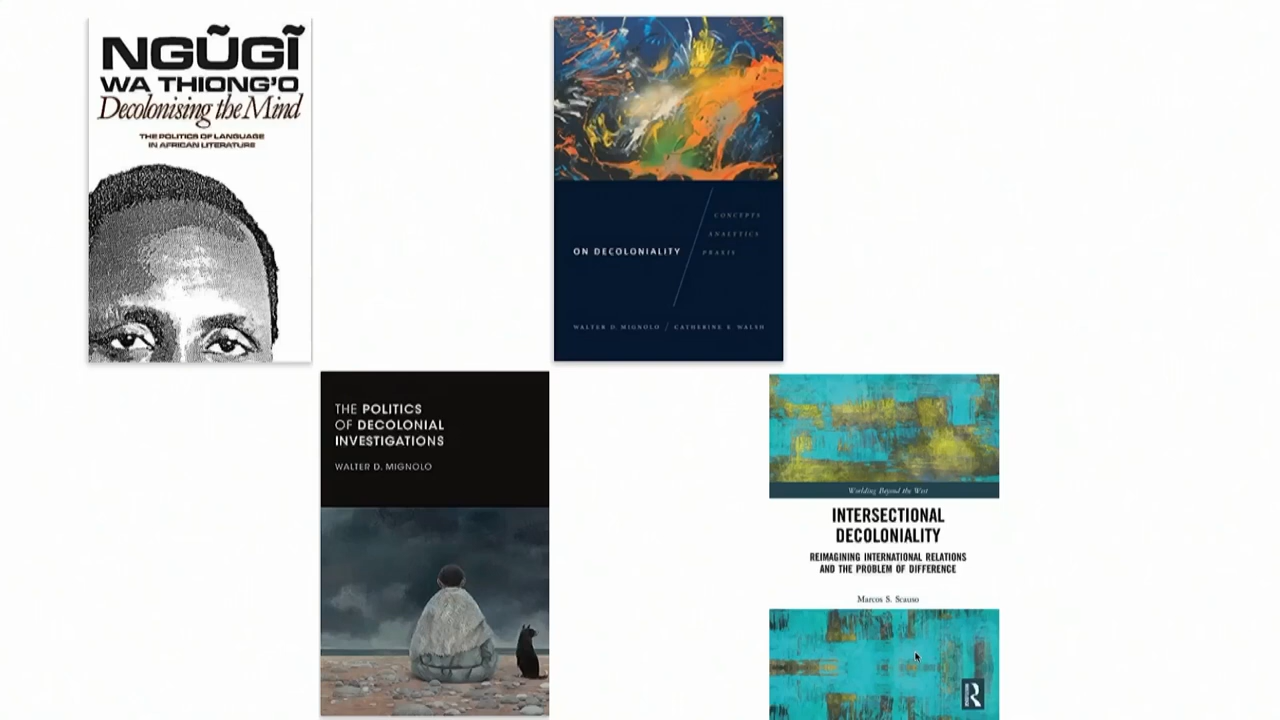 NGŨGĨ
WA THIONG'O
Decolonising the Mind
THE POLITICS OF LANGUAGE
IN AFRICAN LITERATURE
CONCEPTS
ANALYTICS
ON DECOLONIALITY
PRAXIS
WALTER D. MIGNOLO / CATHERINE E. WALSH
THE POLITICS
OF DECOLONIAL
INVESTIGATIONS
WALTER D. MIGNOLO
Worlding Beyond the West
INTERSECTIONAL
DECOLONIALITY
REIMAGINING INTERNATIONAL RELATIONS
AND THE PROBLEM OF DIFFERENCE
Marcos S. Scauso
R